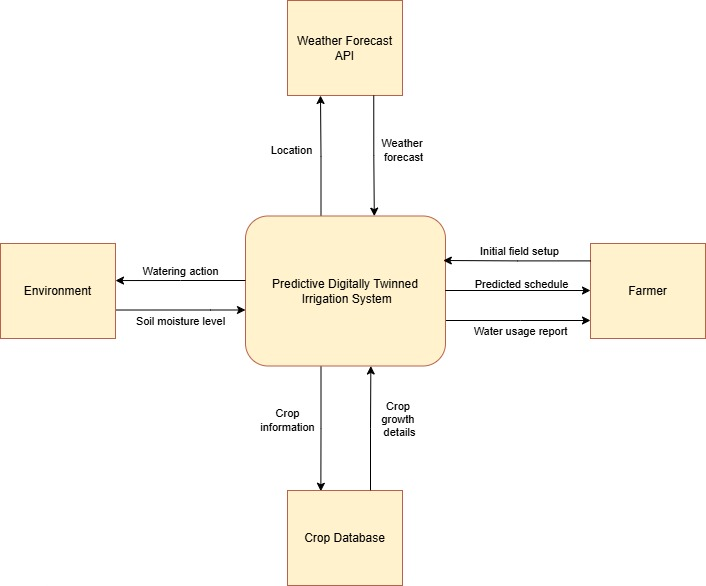 Weather Forecast
API
Location
Weather
forecast
Environment
Watering action
Soil moisture level
Predictive Digitally Twinned
Irrigation System
Initial field setup
Predicted schedule
Water usage report
Farmer
Crop
information
Crop
growth
details
Crop Database